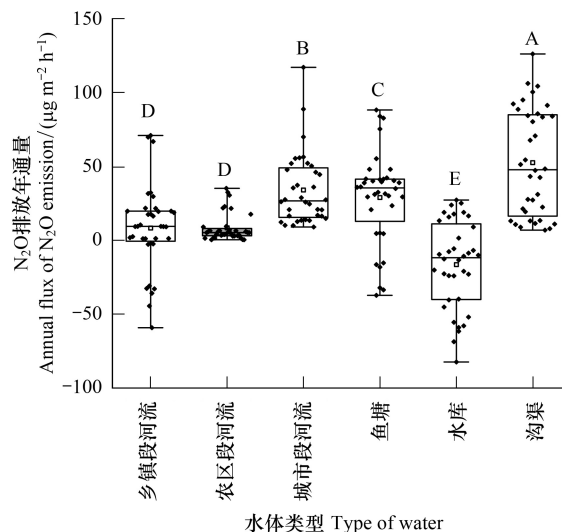 N₂O排放年通量
Annual flux of N₂O emission/(μg m⁻² h⁻¹)
150
100
50
0
−50
−100
D
D
B
C
E
A
乡镇段河流
农区段河流
城市段河流
鱼塘
水库
沟渠
水体类型 Type of water